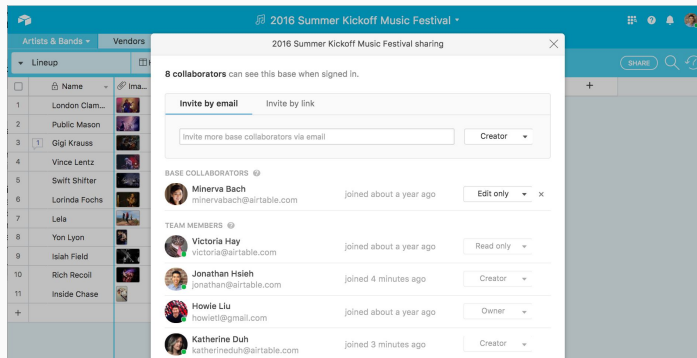 2016 Summer Kickoff Music Festival
Artists & Bands
Vendors
2016 Summer Kickoff Music Festival sharing
Lineup
SHARE
8 collaborators can see this base when signed in.
Name
Ima...
Invite by email
Invite by link
1 London Clam...
2 Public Mason
Invite more base collaborators via email
Creator
3 1 Gigi Krauss
4 Vince Lentz
BASE COLLABORATORS
5 Swift Shifter
Minerva Bach
minervabach@airtable.com
joined about a year ago
Edit only
6 Lorinda Fochs
7 Lela
TEAM MEMBERS
8 Yon Lyon
Victoria Hay
victoria@airtable.com
joined about a year ago
Read only
9 Isiah Field
10 Rich Recoil
Jonathan Hsieh
jonathan@airtable.com
joined 4 minutes ago
Creator
11 Inside Chase
Howie Liu
howietl@gmail.com
joined about a year ago
Owner
Katherine Duh
katherineduh@airtable.com
joined 3 minutes ago
Creator